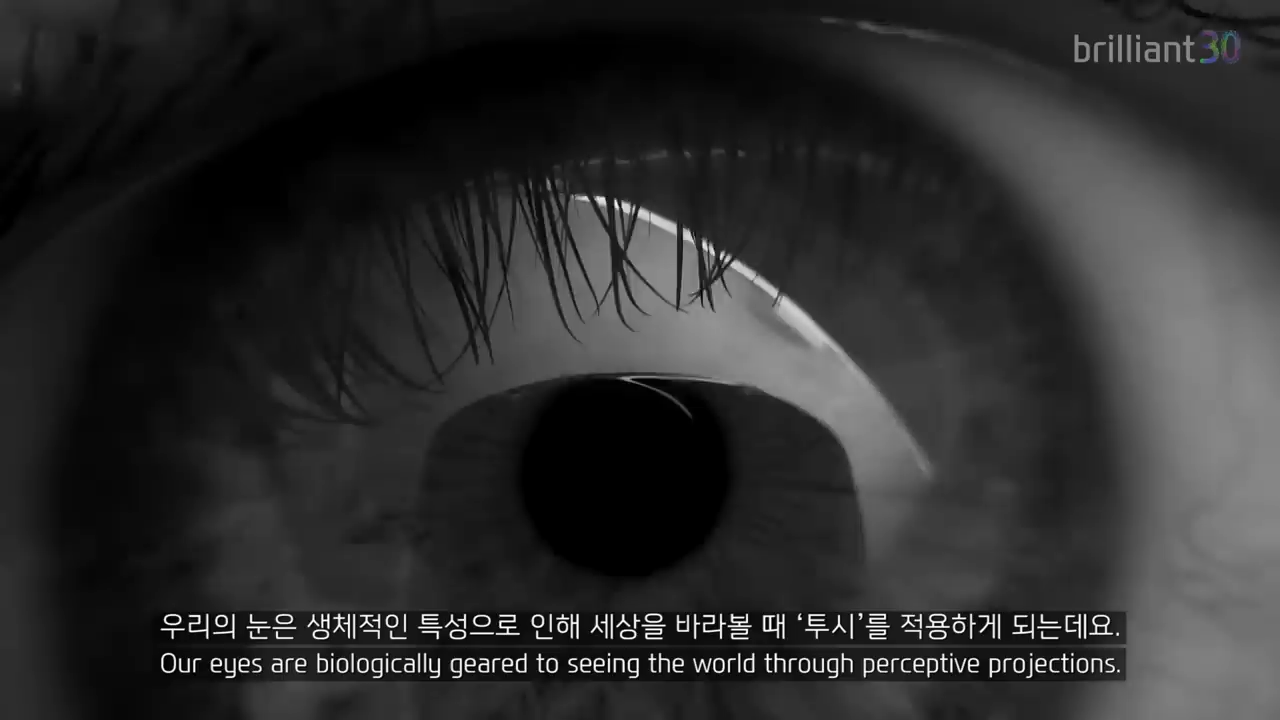 brilliant30
우리의 눈은 생체적인 특성으로 인해 세상을 바라볼 때 ‘투시’를 적용하게 되는데요.
Our eyes are biologically geared to seeing the world through perceptive projections.